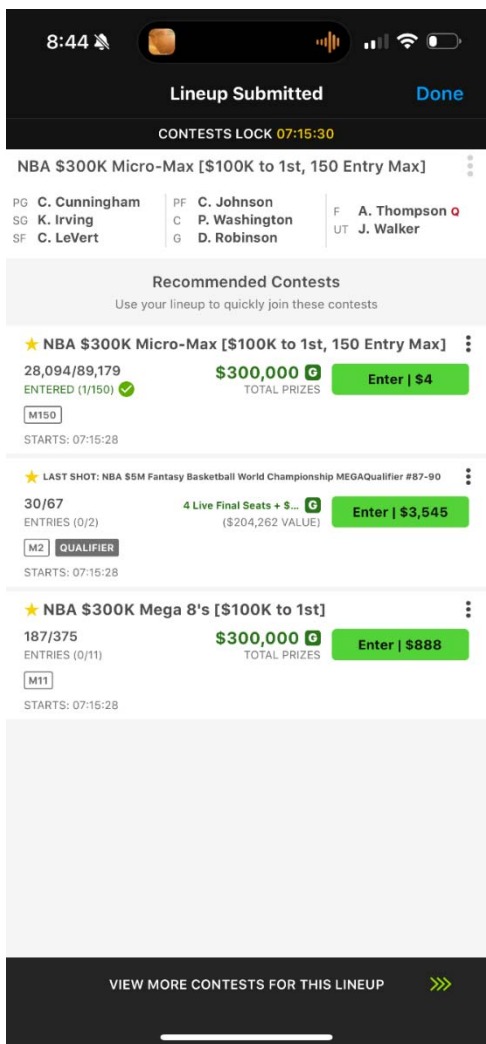 8:44
Lineup Submitted
Done
CONTESTS LOCK 07:15:30
NBA $300K Micro-Max [$100K to 1st, 150 Entry Max]
PG C. Cunningham
SG K. Irving
SF C. LeVert
PF C. Johnson
C P. Washington
G D. Robinson
F A. Thompson Q
UT J. Walker
Recommended Contests
Use your lineup to quickly join these contests
NBA $300K Micro-Max [$100K to 1st, 150 Entry Max]
28,094/89,179
ENTERED (1/150)
$300,000 G
TOTAL PRIZES
Enter | $4
M150
STARTS: 07:15:28
LAST SHOT: NBA $5M Fantasy Basketball World Championship MEGAQualifier #87-90
30/67
ENTRIES (0/2)
4 Live Final Seats + $... G
($204,262 VALUE)
Enter | $3,545
M2 QUALIFIER
STARTS: 07:15:28
NBA $300K Mega 8's [$100K to 1st]
187/375
ENTRIES (0/11)
$300,000 G
TOTAL PRIZES
Enter | $888
M11
STARTS: 07:15:28
VIEW MORE CONTESTS FOR THIS LINEUP